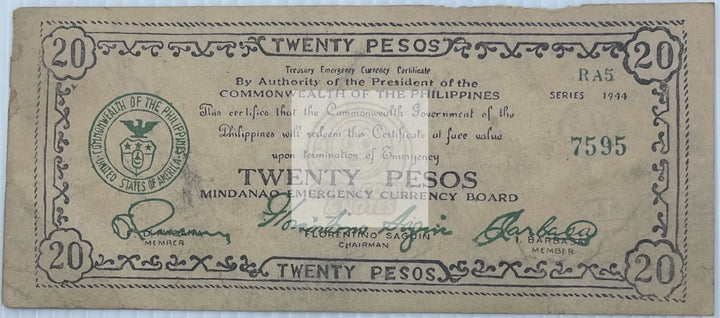 20 TWENTY PESOS 20
Treasury Emergency Currency Certificate
By Authority of the President of the
COMMONWEALTH OF THE PHILIPPINES
RA5
SERIES 1944
This certifies that the Commonwealth Government of the
Philippines will redeem this Certificate at face value
upon termination of Emergency
7595
COMMONWEALTH OF THE PHILIPPINES
UNITED STATES OF AMERICA
TWENTY PESOS
MINDANAO EMERGENCY CURRENCY BOARD
Florentino Saguin
FLORENTINO SAGUIN
CHAIRMAN
MEMBER
I. BARBASA
MEMBER
20 TWENTY PESOS 20